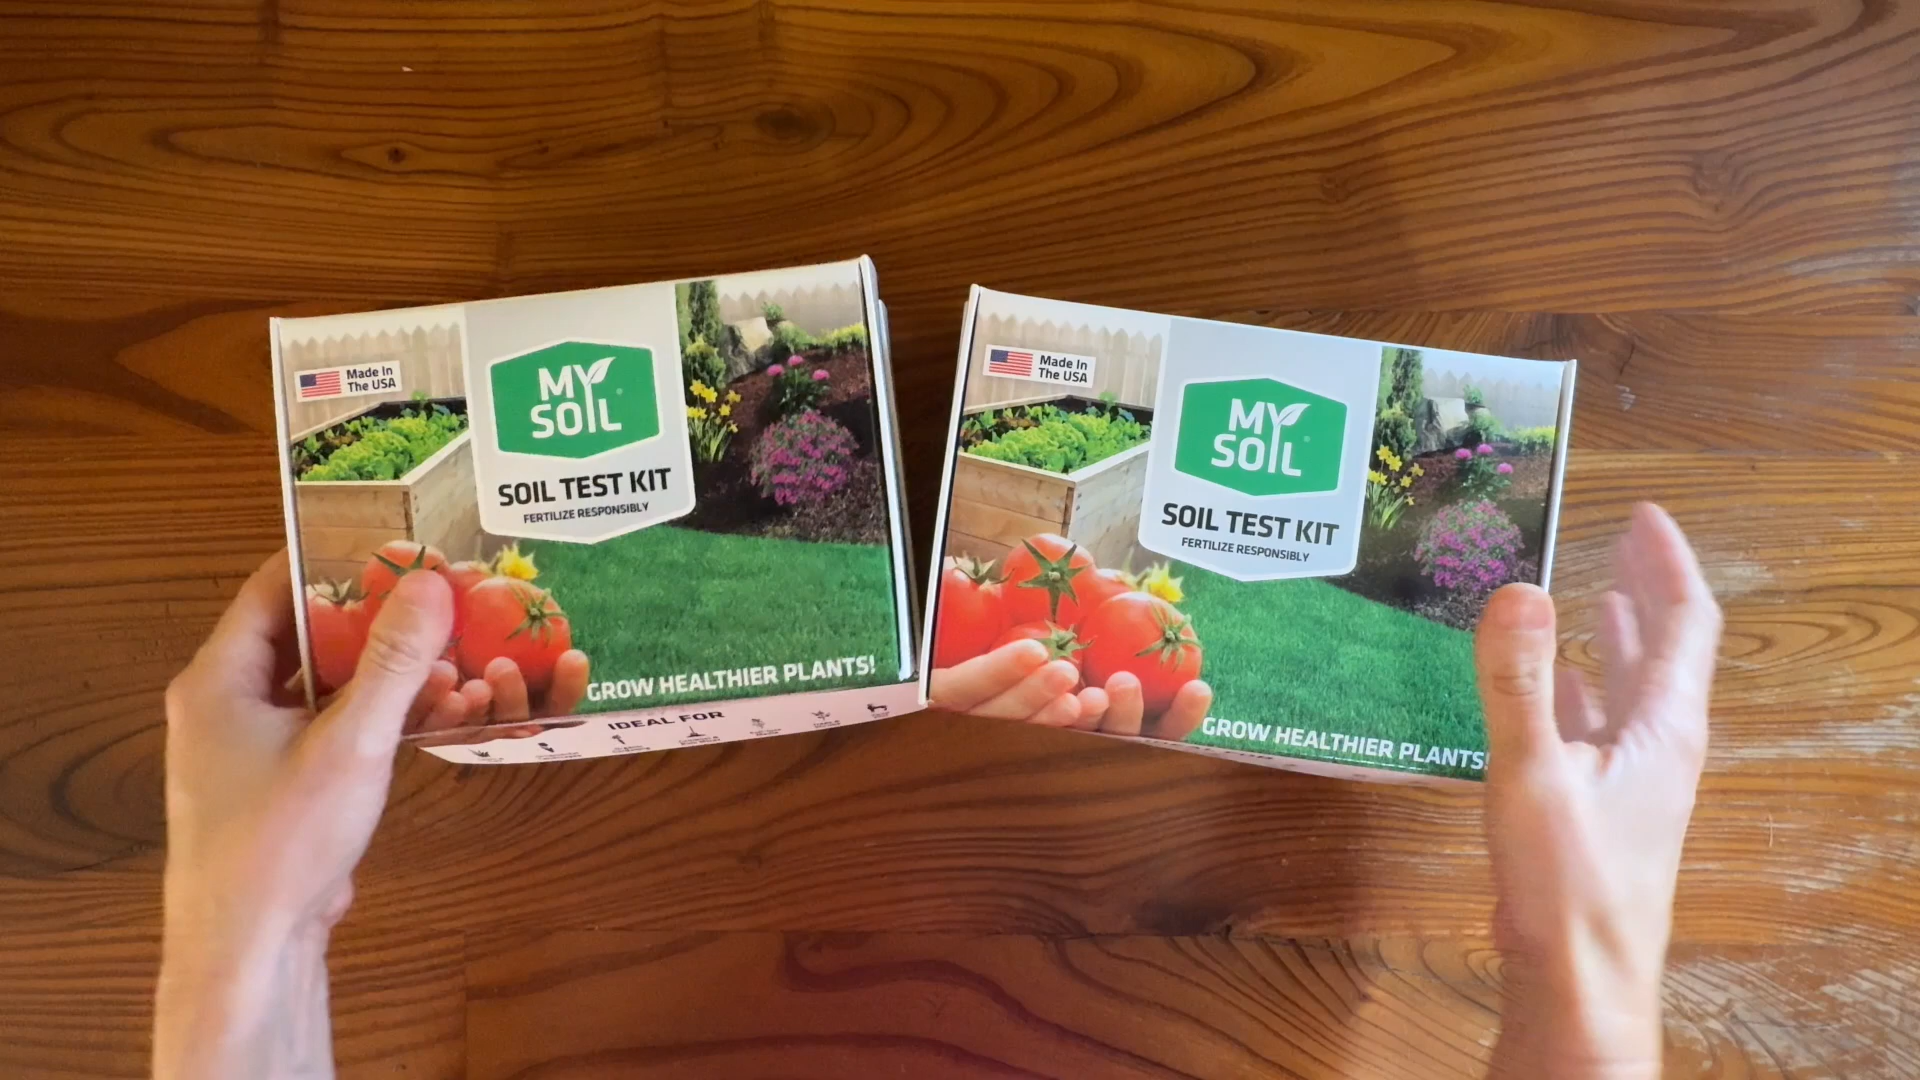 Made In
The USA
MY
SOIL
®
SOIL TEST KIT
FERTILIZE RESPONSIBLY
GROW HEALTHIER PLANTS!
IDEAL FOR
Made In
The USA
MY
SOIL
®
SOIL TEST KIT
FERTILIZE RESPONSIBLY
GROW HEALTHIER PLANTS!